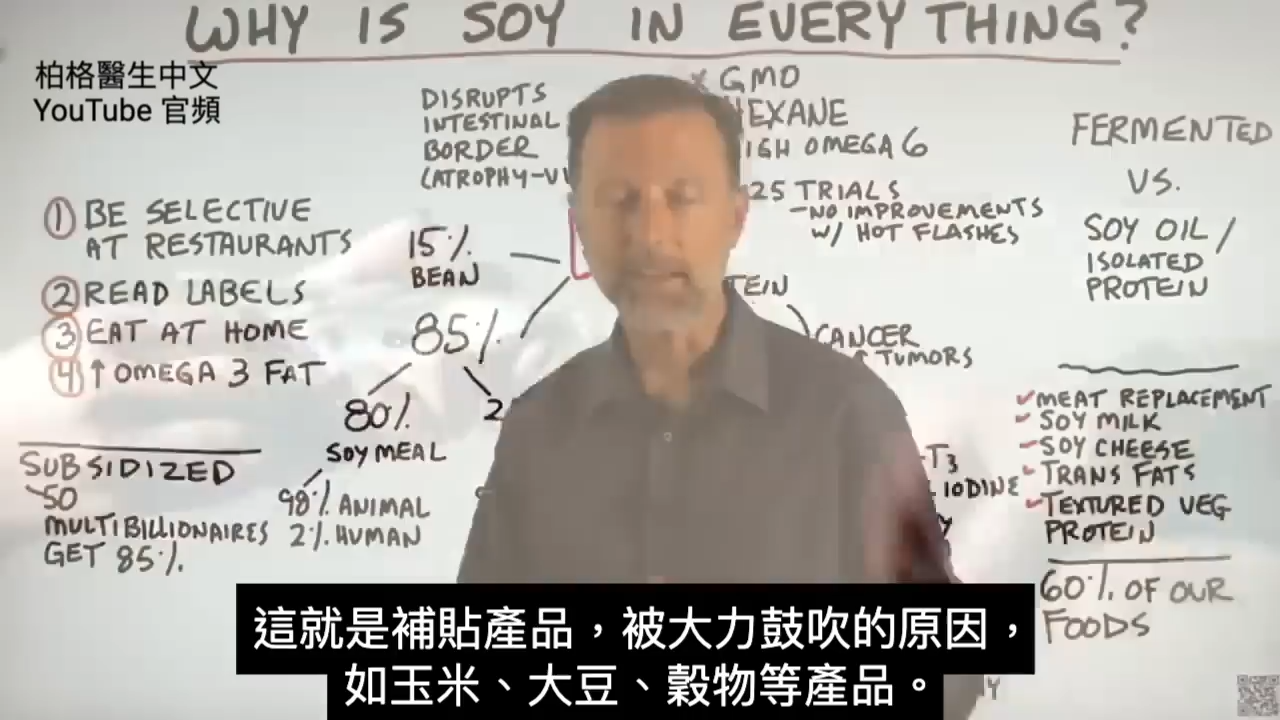 WHY IS SOY IN EVERYTHING?
柏格醫生中文
YouTube 官頻
① BE SELECTIVE
AT RESTAURANTS
② READ LABELS
③ EAT AT HOME
④ ↑ OMEGA 3 FAT
SUBSIDIZED
50
MULTIBILLIONAIRES
GET 85%
DISRUPTS
INTESTINAL
BORDER
(ATROPHY-
15%
BEAN
85%
80%
SOY MEAL
98% ANIMAL
2% HUMAN
GMO
HEXANE
HIGH OMEGA 6
25 TRIALS
-NO IMPROVEMENTS
W/ HOT FLASHES
CANCER
↑ TUMORS
T3
IODINE
FERMENTED
VS.
SOY OIL /
ISOLATED
PROTEIN
✓MEAT REPLACEMENT
✓SOY MILK
✓SOY CHEESE
✓TRANS FATS
✓TEXTURED VEG
PROTEIN
60% OF OUR
FOODS
這就是補貼產品，被大力鼓吹的原因，
如玉米、大豆、穀物等產品。